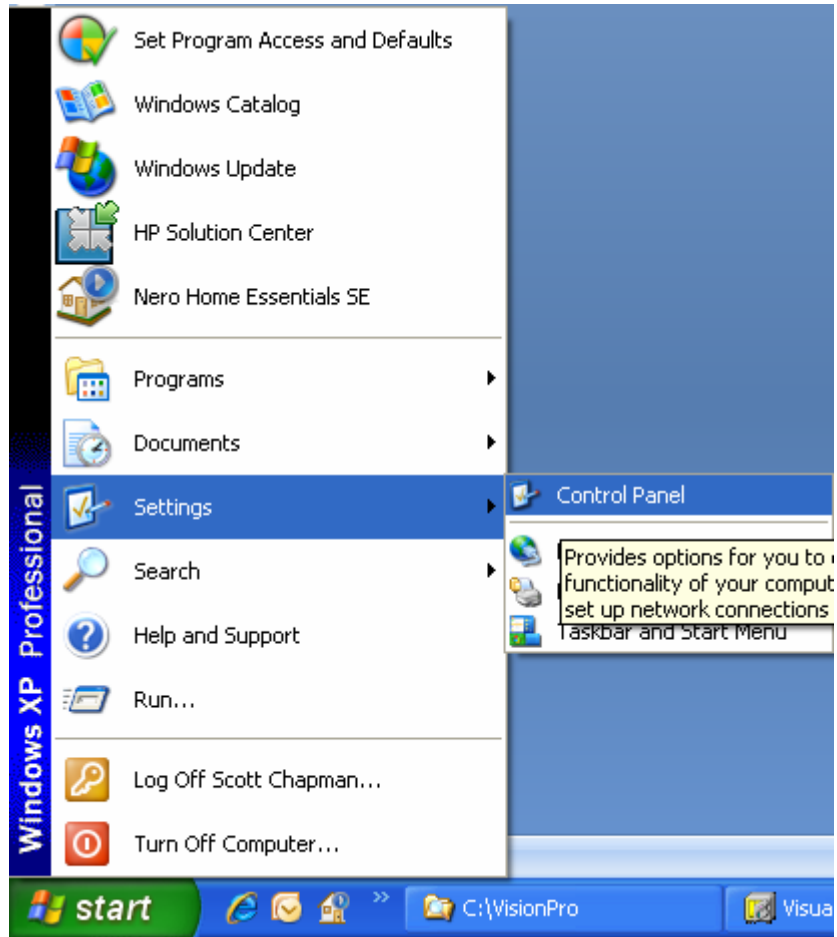 Set Program Access and Defaults
Windows Catalog
Windows Update
HP Solution Center
Nero Home Essentials SE
Programs
Documents
Settings
Search
Help and Support
Run...
Log Off Scott Chapman...
Turn Off Computer...
Windows XP Professional
Control Panel
Provides options for you to
functionality of your comput
set up network connections
Taskbar and Start Menu
start
C:\VisionPro
Visua